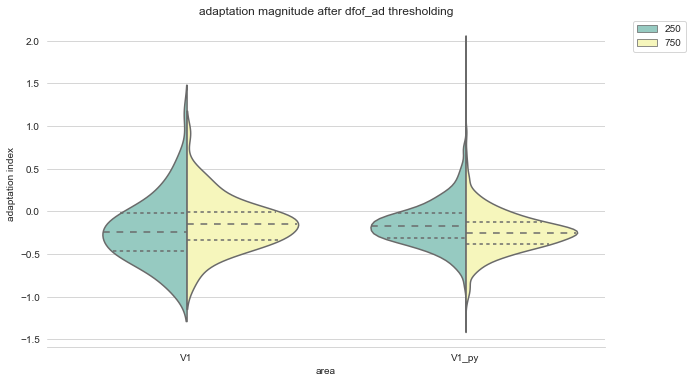 adaptation magnitude after dfof_ad thresholding
250
750
2.0
1.5
1.0
0.5
0.0
−0.5
−1.0
−1.5
adaptation index
V1 V1_py
area